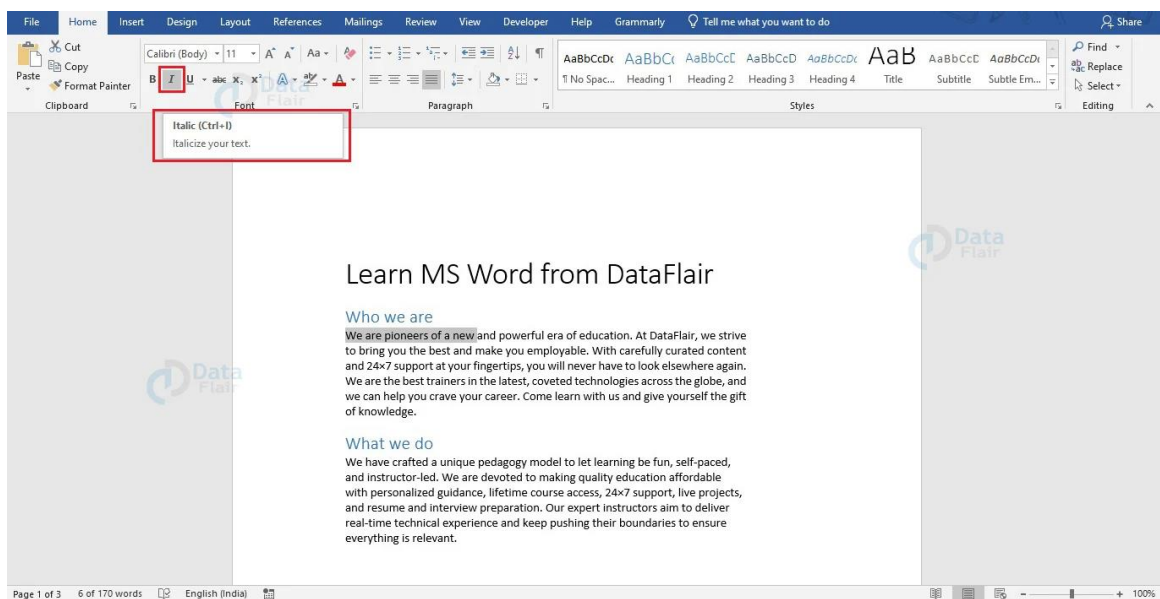 File Home Insert Design Layout References Mailings Review View Developer Help Grammarly Tell me what you want to do Share
Cut
Copy
Format Painter
Paste
Clipboard
Calibri (Body) 11 A A Aa
B I U abc X₂ X² A aby A
Font
Paragraph
AaBbCcDc AaBbCc AaBbCcC AaBbCcD AaBbCcDc AaB AaBbCcC AaBbCcDc
¶ No Spac... Heading 1 Heading 2 Heading 3 Heading 4 Title Subtitle Subtle Em...
Styles
Find
Replace
Select
Editing
Italic (Ctrl+I)
Italicize your text.
Data
Flair
Data
Flair
Learn MS Word from DataFlair
Who we are
We are pioneers of a new and powerful era of education. At DataFlair, we strive
to bring you the best and make you employable. With carefully curated content
and 24×7 support at your fingertips, you will never have to look elsewhere again.
We are the best trainers in the latest, coveted technologies across the globe, and
we can help you crave your career. Come learn with us and give yourself the gift
of knowledge.
Data
Flair
What we do
We have crafted a unique pedagogy model to let learning be fun, self-paced,
and instructor-led. We are devoted to making quality education affordable
with personalized guidance, lifetime course access, 24×7 support, live projects,
and resume and interview preparation. Our expert instructors aim to deliver
real-time technical experience and keep pushing their boundaries to ensure
everything is relevant.
Page 1 of 3 6 of 170 words English (India) 100%